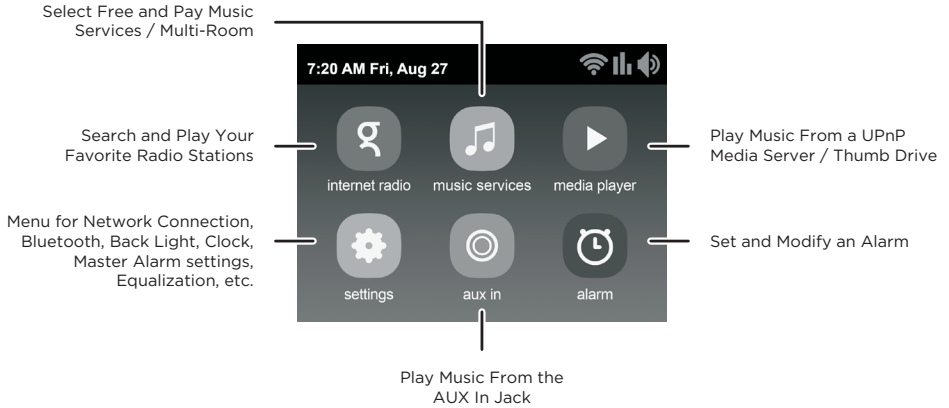 Select Free and Pay Music
Services / Multi-Room
7:20 AM Fri, Aug 27
Search and Play Your
Favorite Radio Stations
g
internet radio
music services
media player
Play Music From a UPnP
Media Server / Thumb Drive
Menu for Network Connection,
Bluetooth, Back Light, Clock,
Master Alarm settings,
Equalization, etc.
settings
aux in
alarm
Set and Modify an Alarm
Play Music From the
AUX In Jack